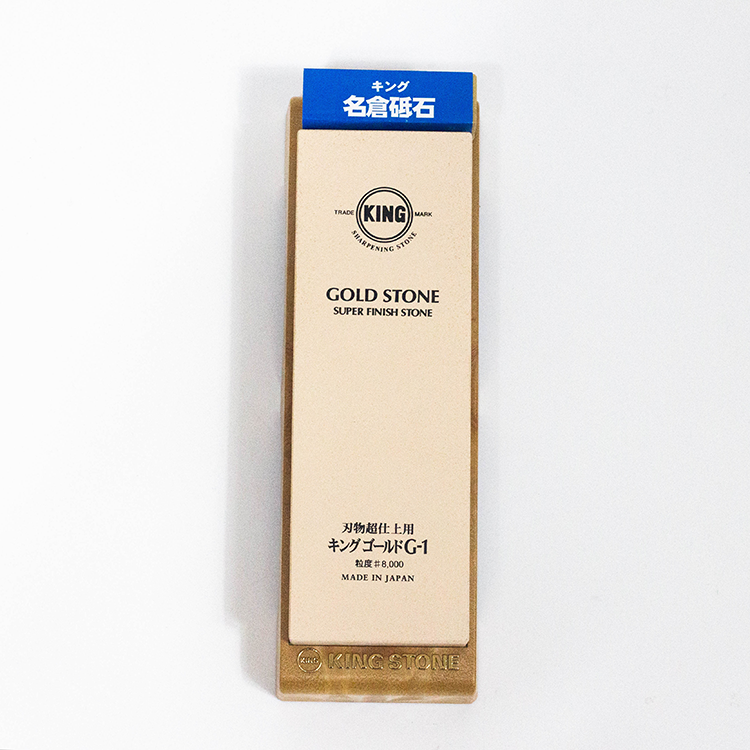 キング
名倉砥石
TRADE KING MARK
SHARPENING STONE
GOLD STONE
SUPER FINISH STONE
刃物超仕上用
キングゴールドG-1
粒度#8,000
MADE IN JAPAN
KING KING STONE